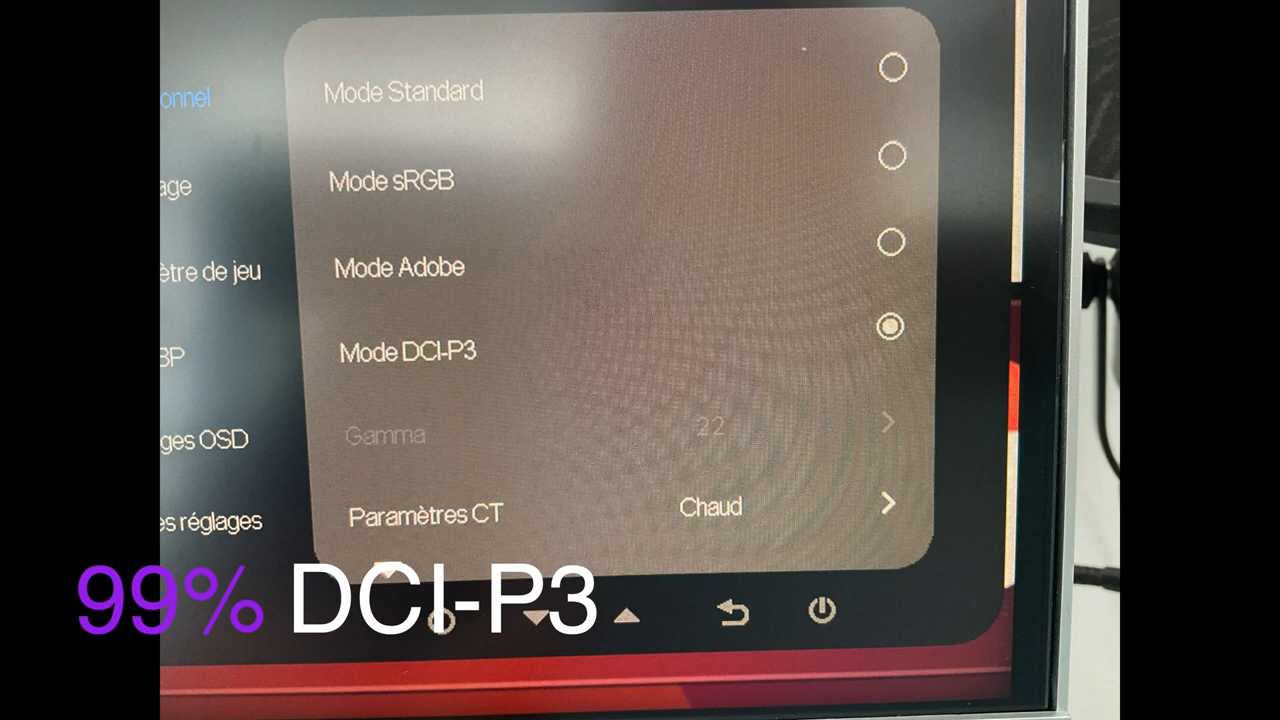 onnel
Mode Standard
age
Mode sRGB
ètre de jeu
Mode Adobe
BP
Mode DCI-P3
ges OSD
Gamma 22
es réglages
Paramètres CT Chaud
99% DCI-P3